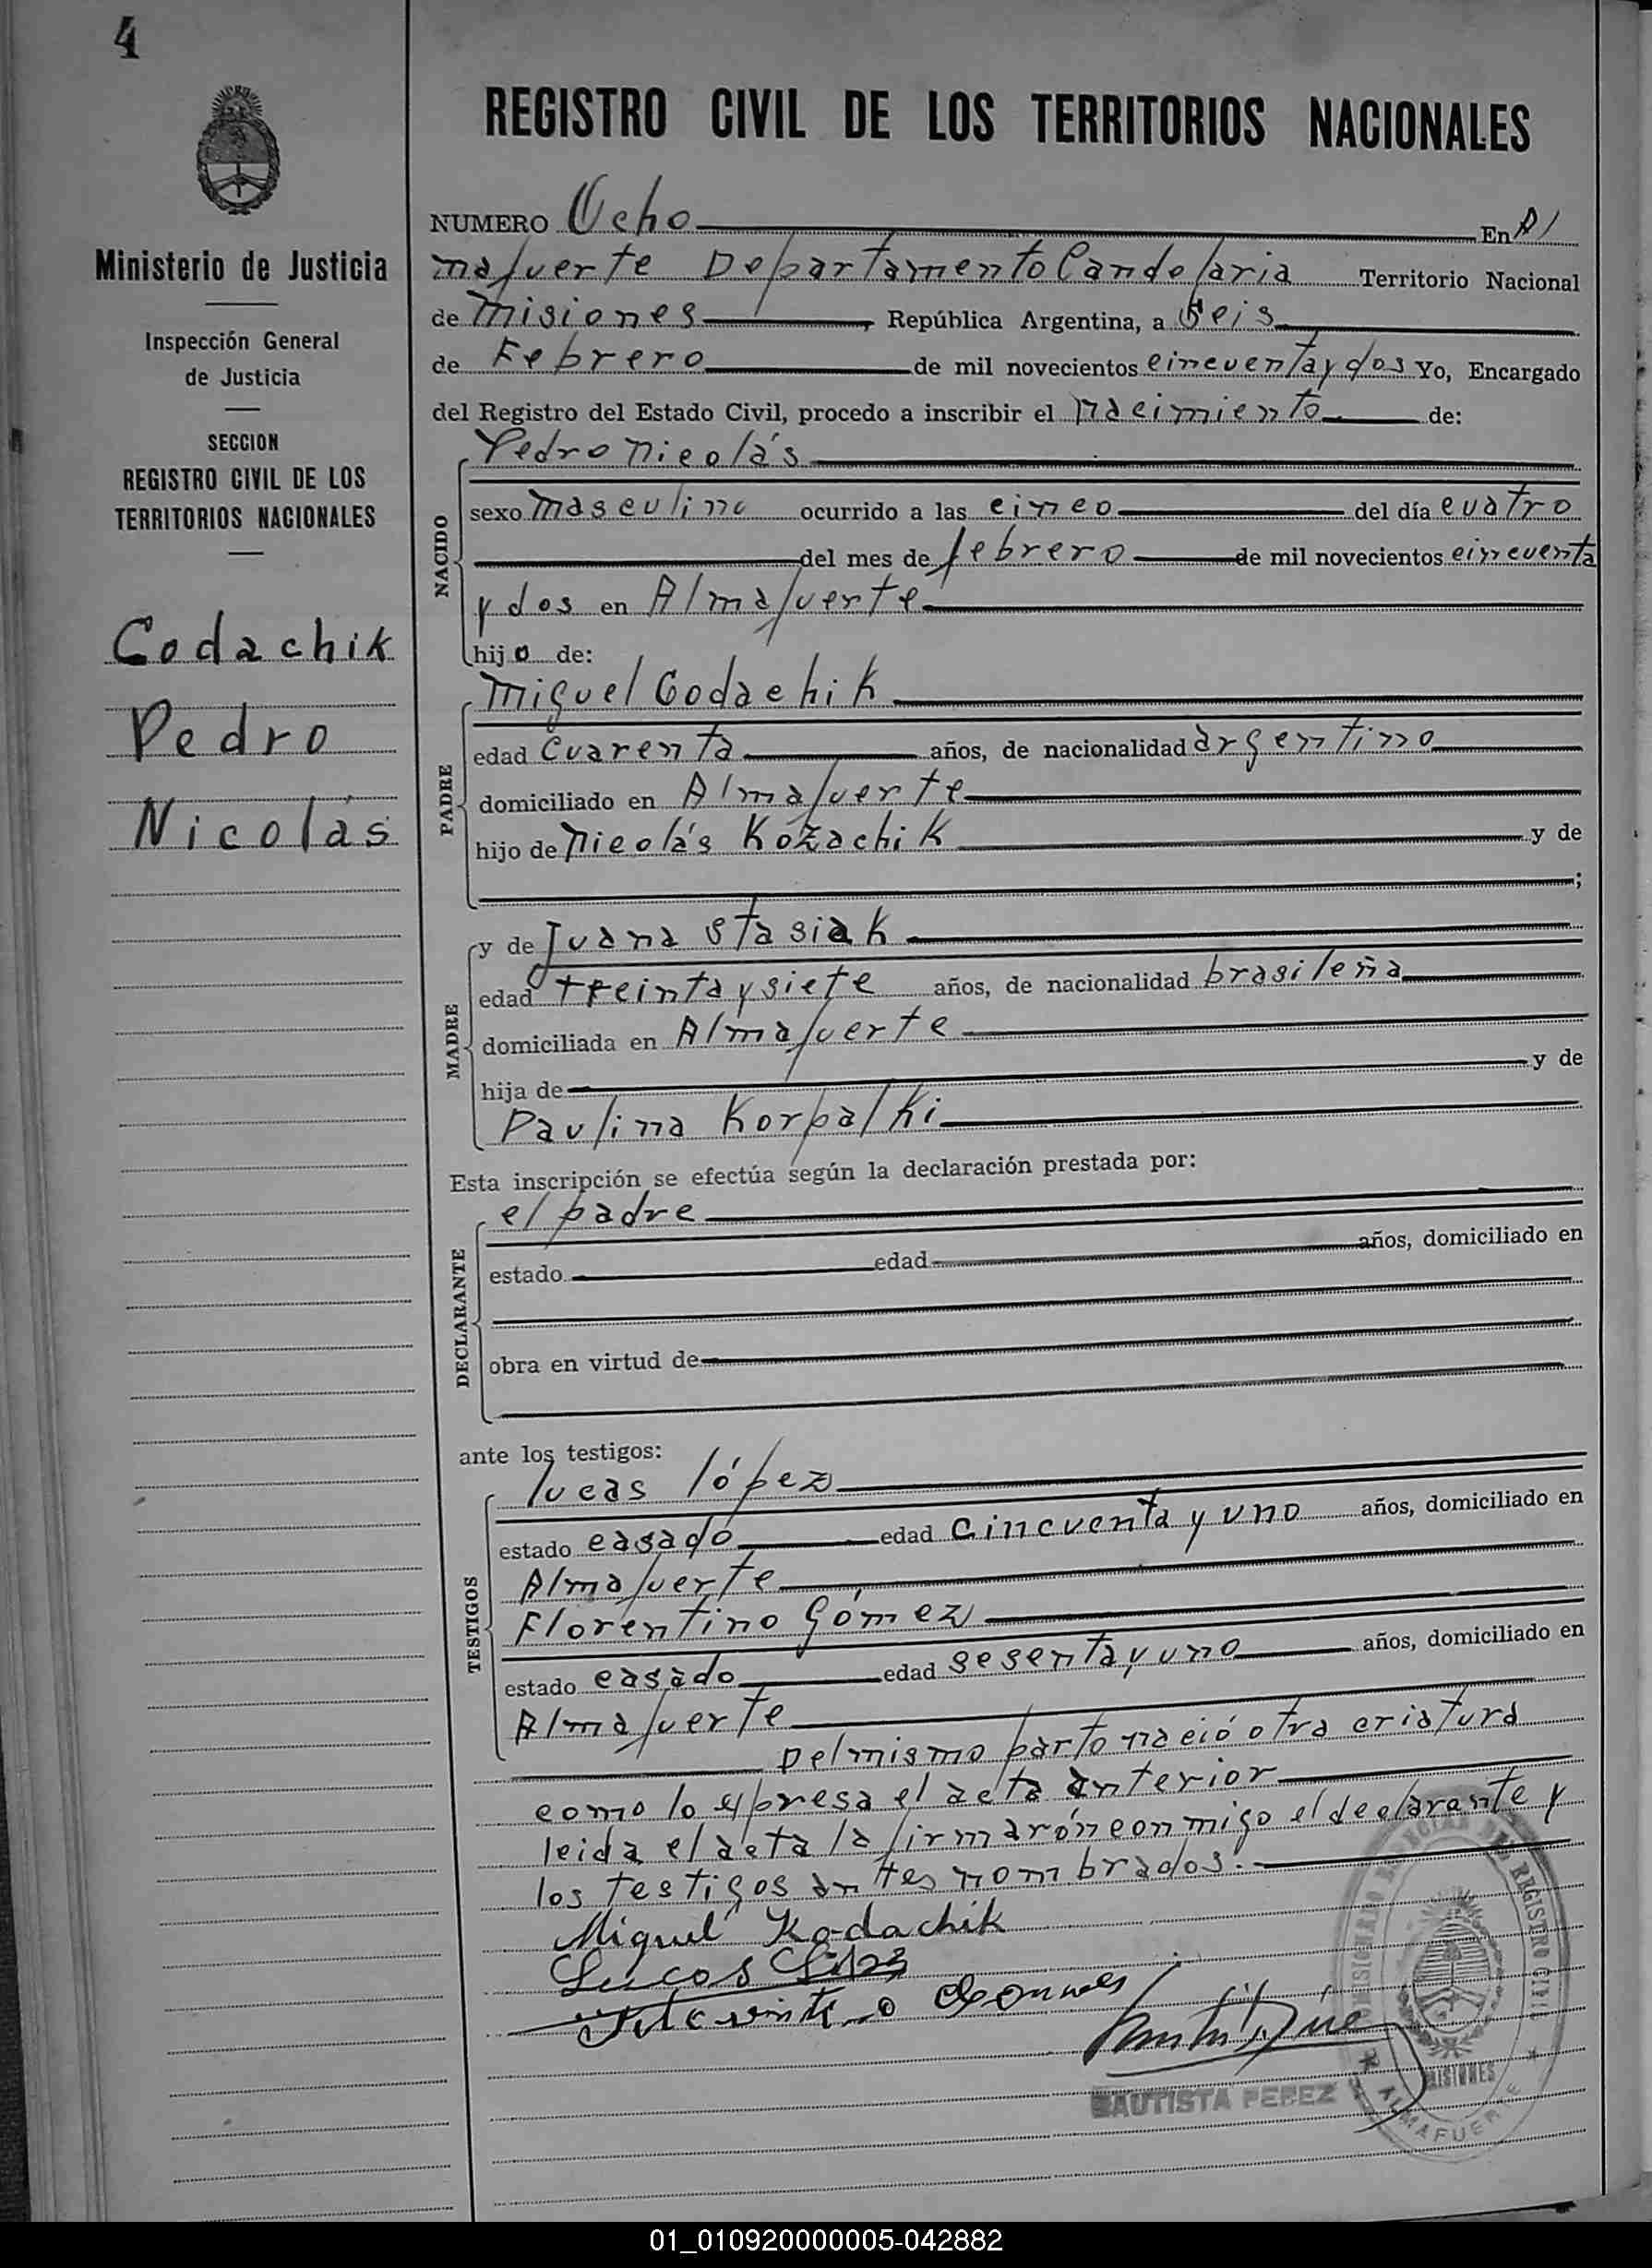 4
REGISTRO CIVIL DE LOS TERRITORIOS NACIONALES
Ministerio de Justicia
Inspección General
de Justicia
SECCION
REGISTRO CIVIL DE LOS
TERRITORIOS NACIONALES
Codachik
Pedro
Nicolás
NUMERO Ocho En Al
mafuerte Departamento Candelaria Territorio Nacional
de Misiones, República Argentina, a Seis
de Febrero de mil novecientos cincuenta y dos Yo, Encargado
del Registro del Estado Civil, procedo a inscribir el nacimiento de:
NACIDO
Pedro Nicolás
sexo masculino ocurrido a las cinco del día cuatro
del mes de febrero de mil novecientos cincuenta
y dos en Almafuerte
hijo de:
PADRE
Miguel Codachik
edad Cuarenta años, de nacionalidad argentino
domiciliado en Almafuerte
hijo de Nicolás Kozachik y de
;
MADRE
y de Juana Stasiak
edad treinta y siete años, de nacionalidad brasileña
domiciliada en Almafuerte
hija de y de
Paulina Korpalki
Esta inscripción se efectúa según la declaración prestada por:
DECLARANTE
el padre
estado edad años, domiciliado en
obra en virtud de
ante los testigos:
TESTIGOS
lucas lópez
estado casado edad cincuenta y uno años, domiciliado en
Almafuerte
Florentino Gómez
estado casado edad sesenta y uno años, domiciliado en
Almafuerte
Del mismo parto nació otra criatura
como lo expresa el acta anterior
leida el acta la firmarón conmigo el declarante y
los testigos antes nombrados.
Miguel Kodachik
Lucas
BAUTISTA PEREZ
REGISTRO CIVIL
MISIONES
ALMAFUERTE
01_010920000005-042882